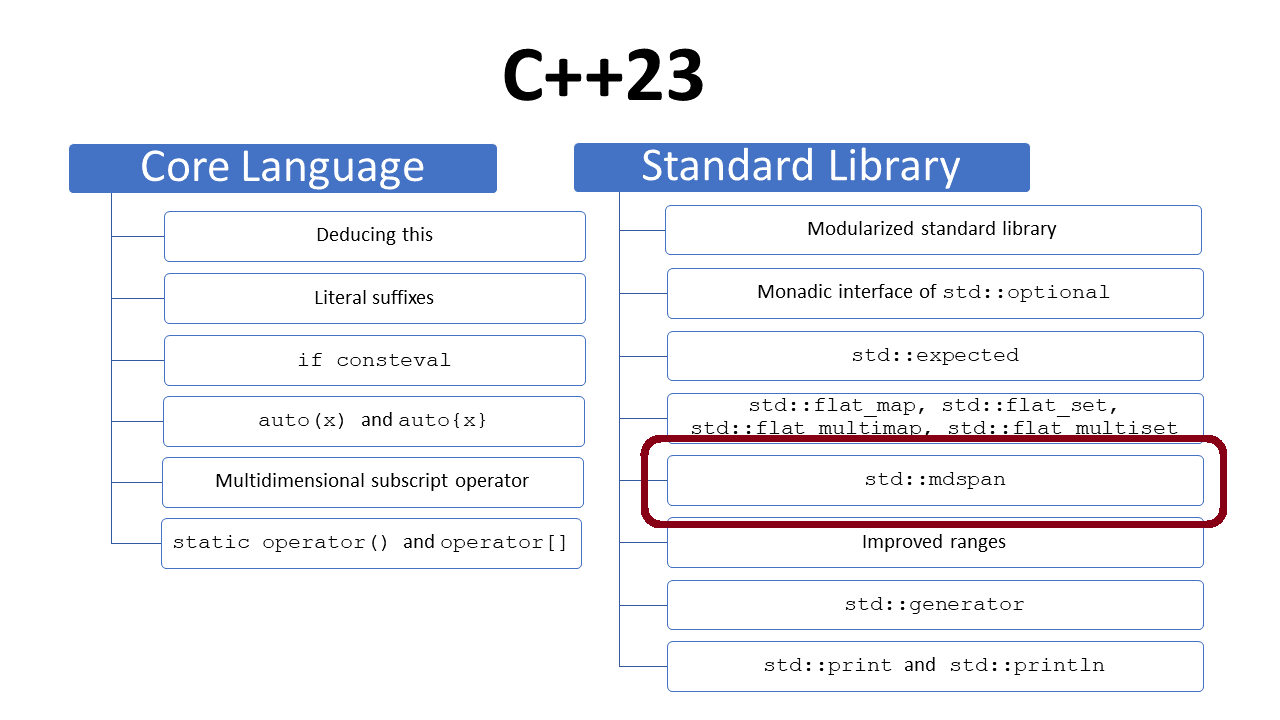 C++23
Core Language
Deducing this
Literal suffixes
if consteval
auto(x) and auto{x}
Multidimensional subscript operator
static operator() and operator[]
Standard Library
Modularized standard library
Monadic interface of std::optional
std::expected
std::flat_map, std::flat_set,
std::flat_multimap, std::flat_multiset
std::mdspan
Improved ranges
std::generator
std::print and std::println